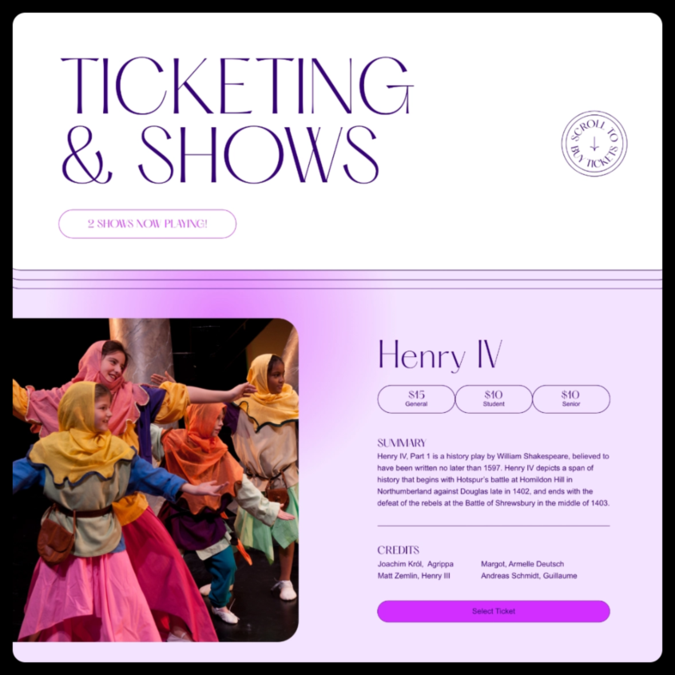 TICKETING
& SHOWS
SCROLL TO
BUY TICKETS
2 SHOWS NOW PLAYING!
Henry IV
$15
General
$10
Student
$10
Senior
SUMMARY
Henry IV, Part 1 is a history play by William Shakespeare, believed to
have been written no later than 1597. Henry IV depicts a span of
history that begins with Hotspur's battle at Homildon Hill in
Northumberland against Douglas late in 1402, and ends with the
defeat of the rebels at the Battle of Shrewsbury in the middle of 1403.
CREDITS
Joachim Król, Agrippa
Matt Zemlin, Henry III
Margot, Armelle Deutsch
Andreas Schmidt, Guillaume
Select Ticket